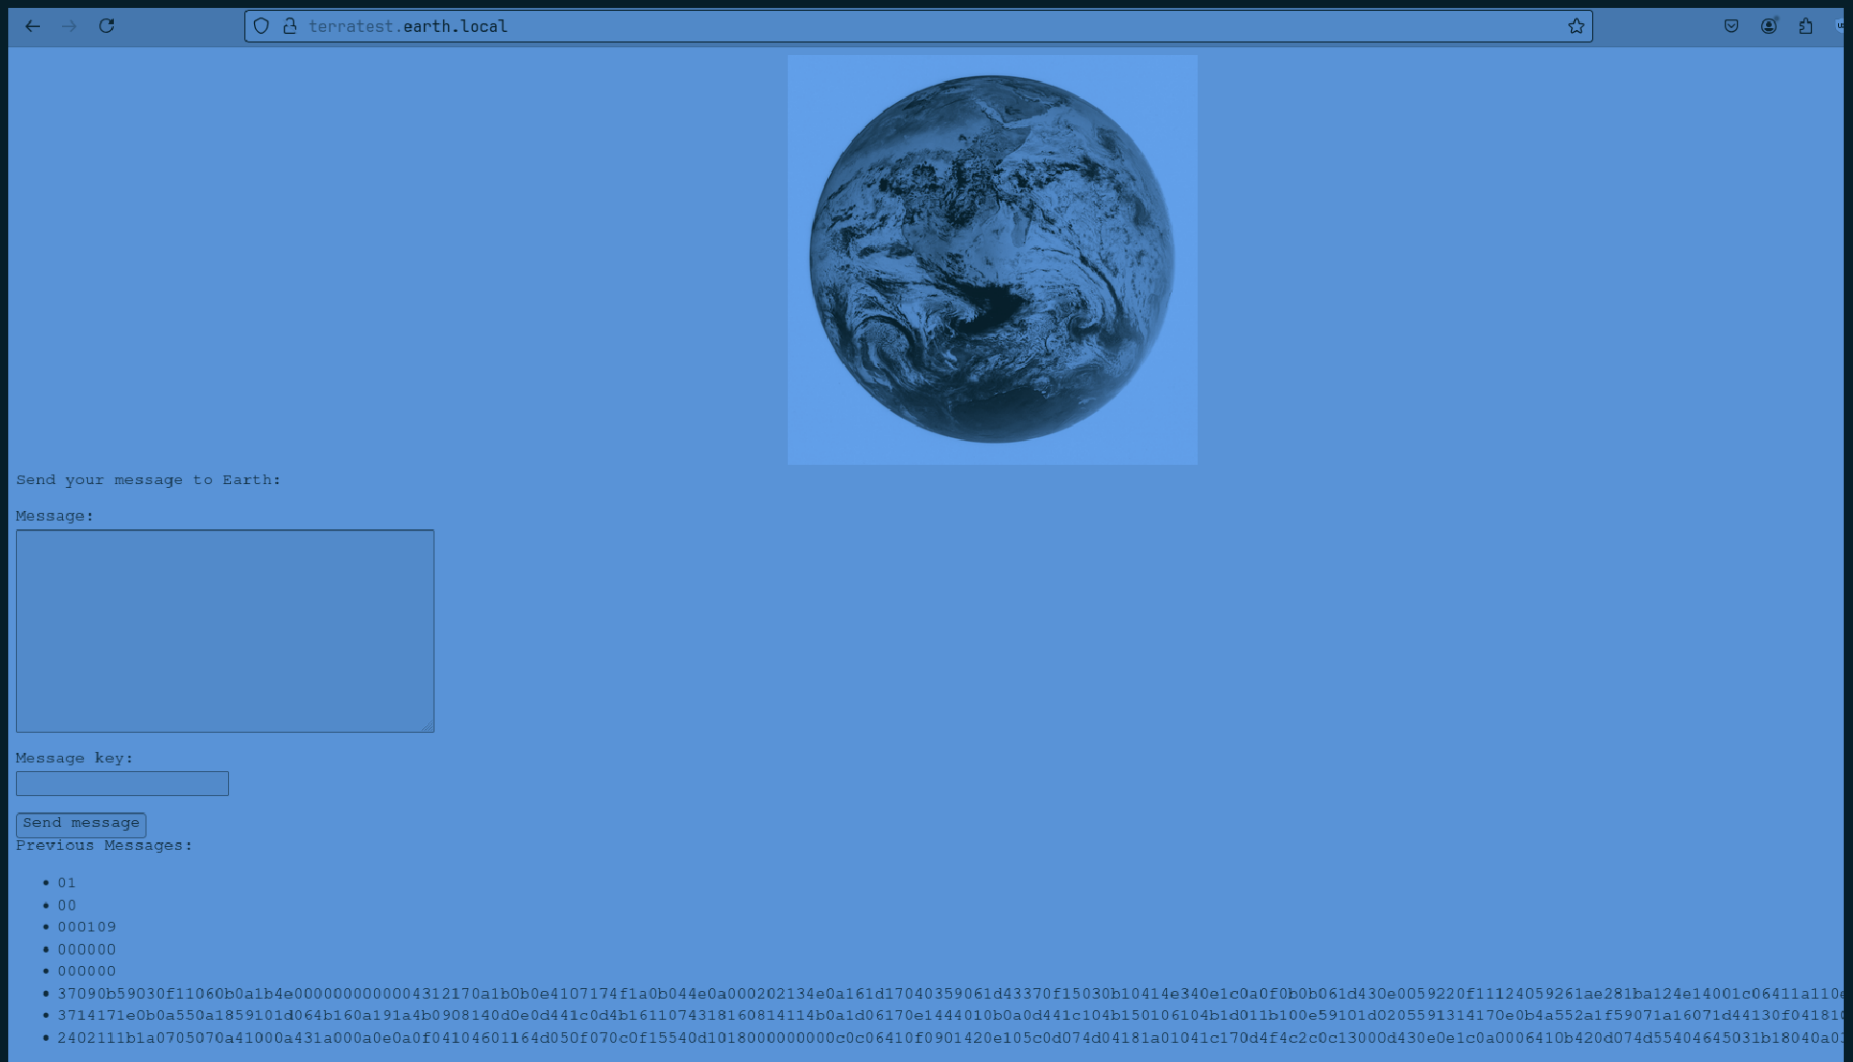 terratest.earth.local
Send your message to Earth:
Message:
Message key:
Send message
Previous Messages:
01
00
000109
000000
000000
37090b59030f11060b0a1b4e0000000000004312170a1b0b0e4107174f1a0b044e0a000202134e0a161d17040359061d43370f15030b10414e340e1c0a0f0b0b061d430e0059220f11124059261ae281ba124e14001c06411a110e
3714171e0b0a550a1859101d064b160a191a4b0908140d0e0d441c0d4b1611074318160814114b0a1d06170e1444010b0a0d441c104b150106104b1d011b100e59101d0205591314170e0b4a552a1f59071a16071d44130f041810
2402111b1a0705070a41000a431a000a0e0a0f04104601164d050f070c0f15540d1018000000000c0c06410f0901420e105c0d074d04181a01041c170d4f4c2c0c13000d430e0e1c0a0006410b420d074d55404645031b18040a03